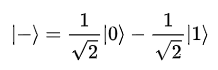 |−⟩ = 1/√2 |0⟩ − 1/√2 |1⟩